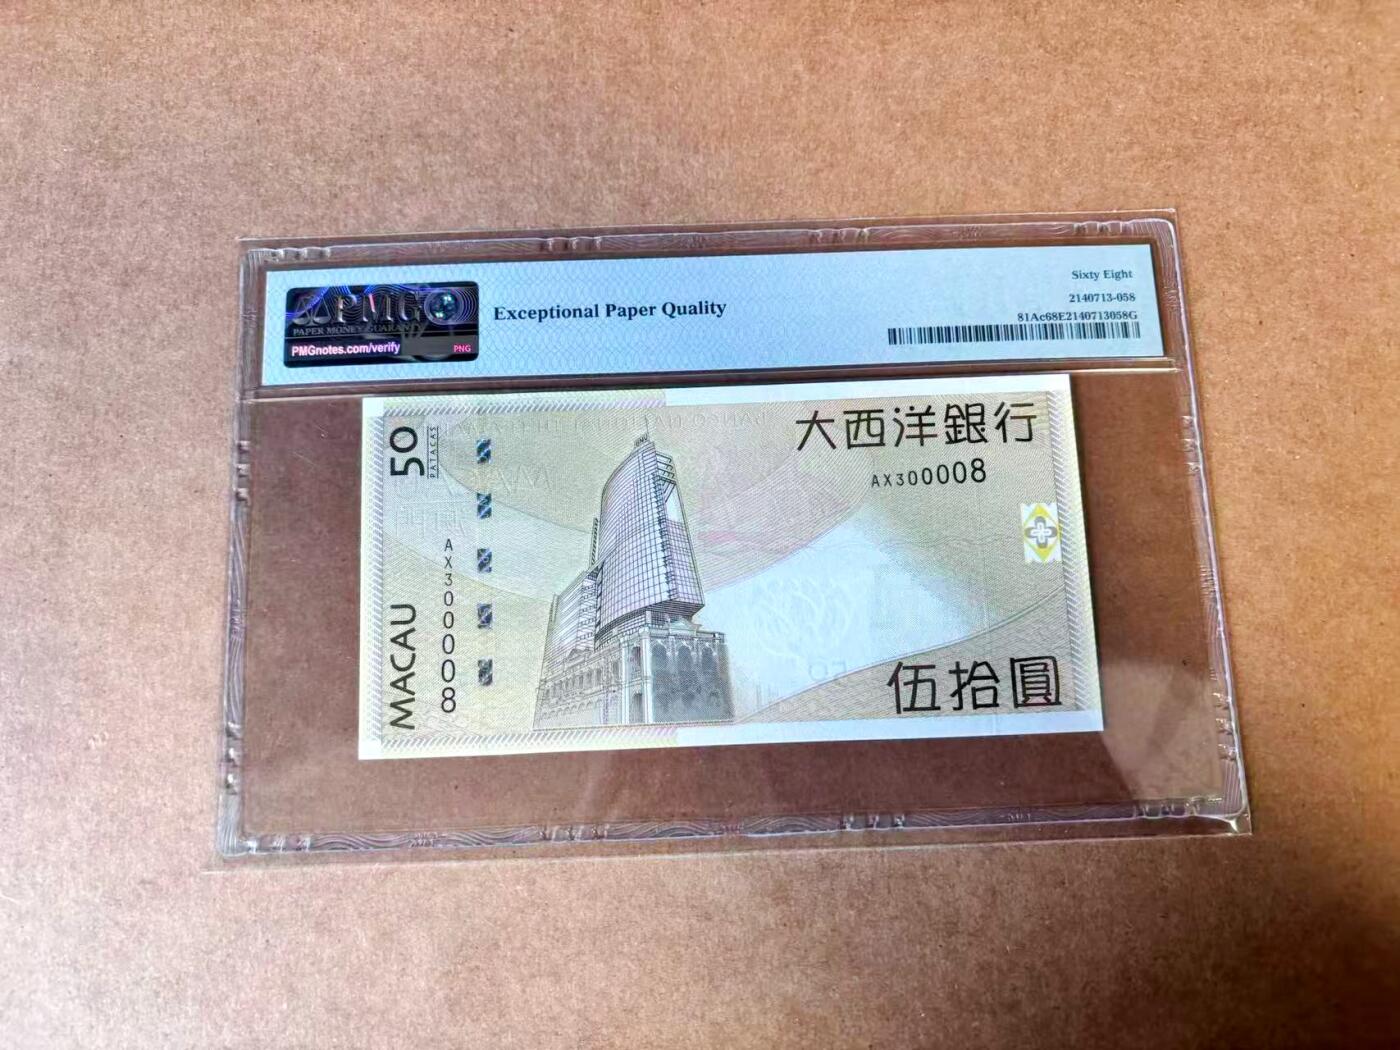 PMG
PAPER MONEY GUARANTY
PMGnotes.com/verify
PNG
Exceptional Paper Quality
Sixty Eight
2140713-058
81Ac68E2140713058G
50
PATACAS
大西洋銀行
AX300008
AX300008
MACAU
伍拾圓